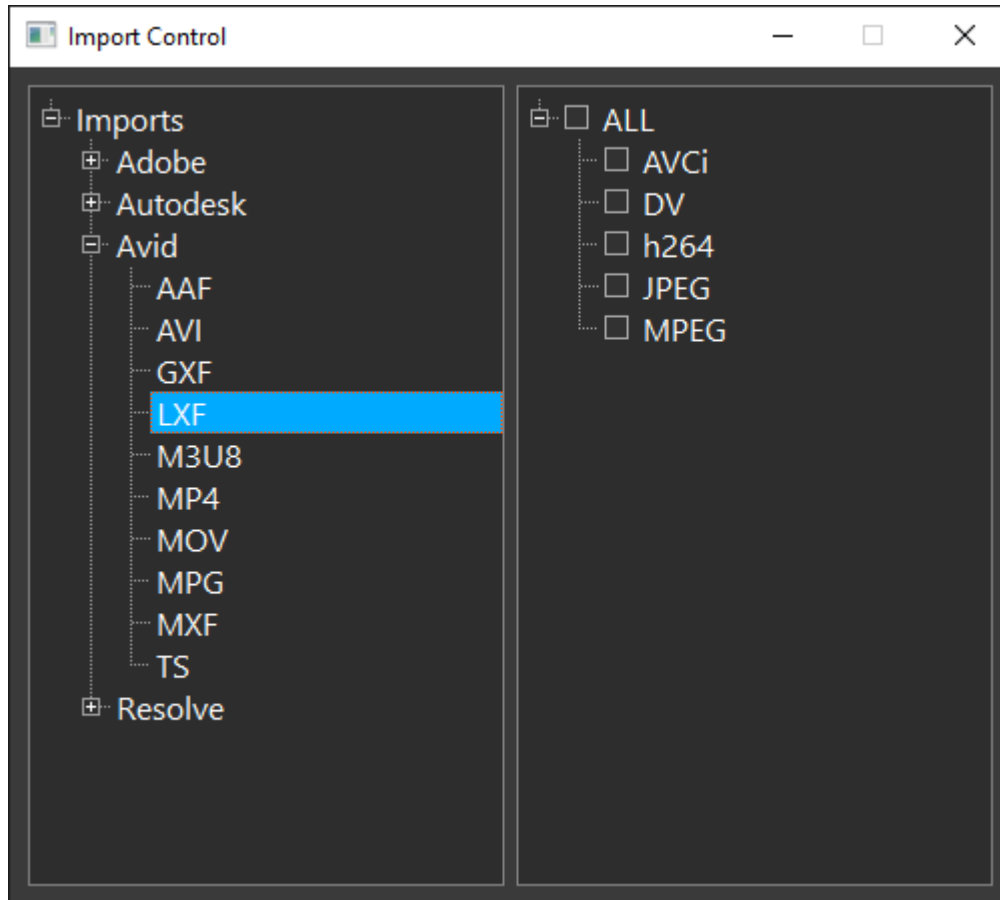 Import Control
Imports
Adobe
Autodesk
Avid
AAF
AVI
GXF
LXF
M3U8
MP4
MOV
MPG
MXF
TS
Resolve
ALL
AVCi
DV
h264
JPEG
MPEG